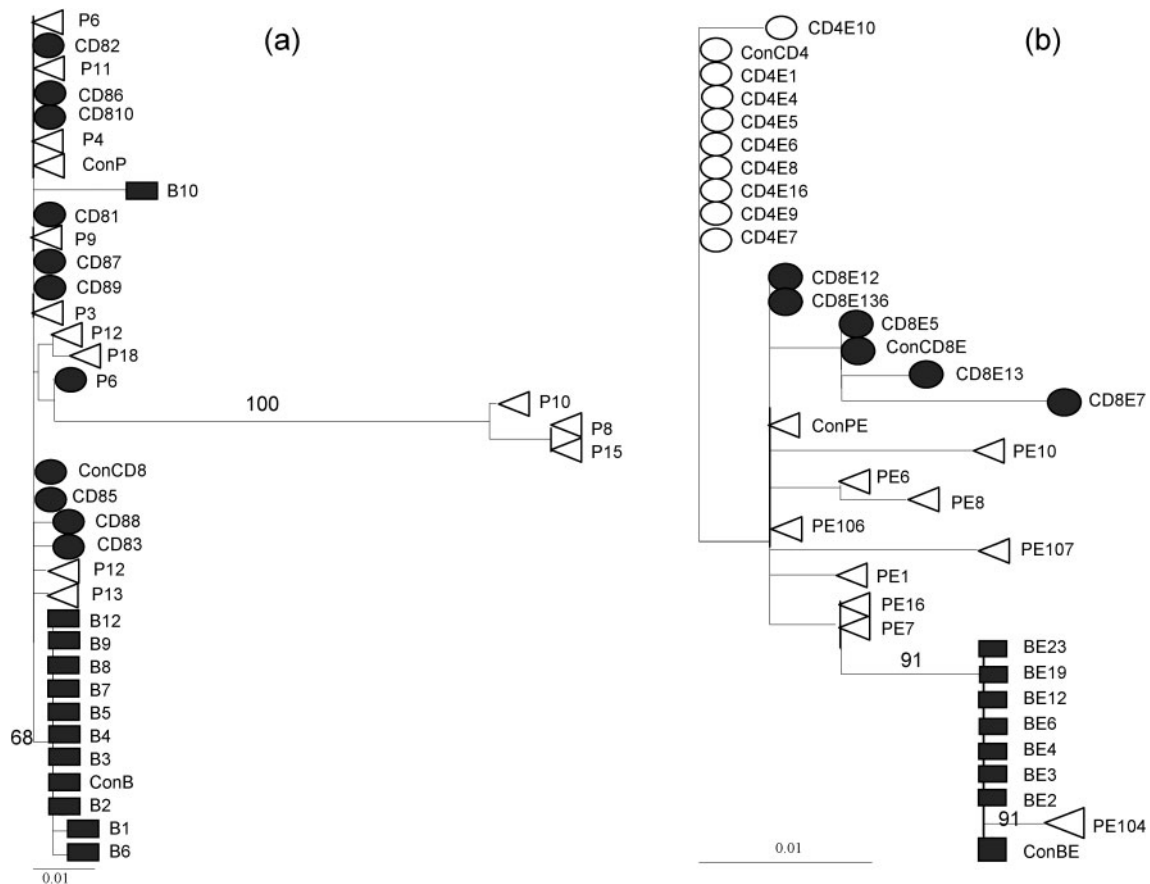 (a)
P6
CD82
P11
CD86
CD810
P4
ConP
B10
CD81
P9
CD87
CD89
P3
P12
P18
P6
100
P10
P8
P15
ConCD8
CD85
CD88
CD83
P12
P13
B12
B9
B8
B7
B5
B4
68
B3
ConB
B2
B1
B6
0.01
(b)
CD4E10
ConCD4
CD4E1
CD4E4
CD4E5
CD4E6
CD4E8
CD4E16
CD4E9
CD4E7
CD8E12
CD8E136
CD8E5
ConCD8E
CD8E13
CD8E7
ConPE
PE10
PE6
PE8
PE106
PE107
PE1
PE16
PE7
91
BE23
BE19
BE12
BE6
BE4
BE3
BE2
91
PE104
ConBE
0.01